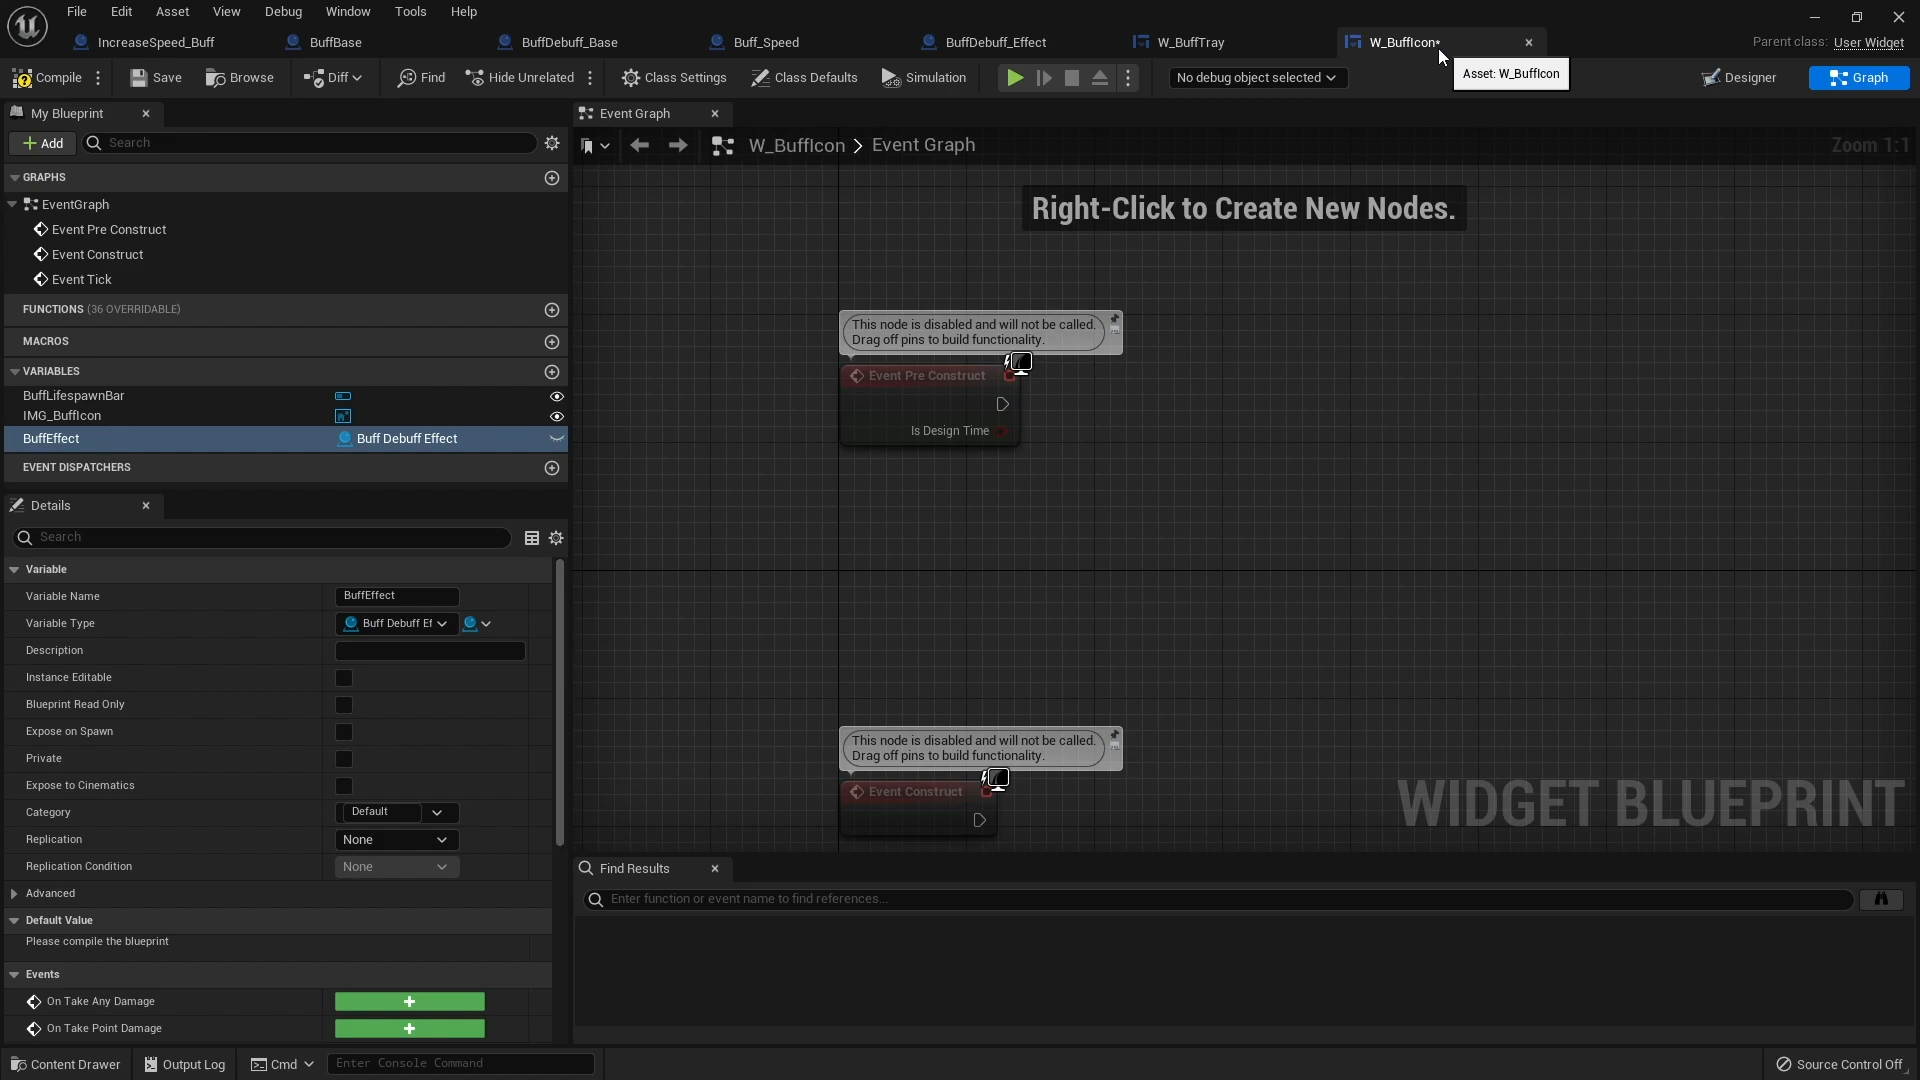 File Edit Asset View Debug Window Tools Help
IncreaseSpeed_Buff BuffBase BuffDebuff_Base Buff_Speed BuffDebuff_Effect W_BuffTray W_BuffIcon* Parent class: User Widget
Compile Save Browse Diff Find Hide Unrelated Class Settings Class Defaults Simulation No debug object selected Designer Graph
Asset: W_BuffIcon
My Blueprint
Event Graph
Add Search
W_BuffIcon > Event Graph Zoom 1:1
GRAPHS
Right-Click to Create New Nodes.
EventGraph
Event Pre Construct
Event Construct
Event Tick
FUNCTIONS (36 OVERRIDABLE)
MACROS
VARIABLES
BuffLifespawnBar
IMG_BuffIcon
BuffEffect Buff Debuff Effect
EVENT DISPATCHERS
This node is disabled and will not be called.
Drag off pins to build functionality.
Event Pre Construct
Is Design Time
Details
Search
Variable
Variable Name BuffEffect
Variable Type Buff Debuff Ef
Description
Instance Editable
Blueprint Read Only
Expose on Spawn
Private
Expose to Cinematics
Category Default
Replication None
Replication Condition None
Advanced
Default Value
Please compile the blueprint
Events
On Take Any Damage +
On Take Point Damage +
This node is disabled and will not be called.
Drag off pins to build functionality.
Event Construct
WIDGET BLUEPRINT
Find Results
Enter function or event name to find references...
Content Drawer Output Log Cmd Enter Console Command Source Control Off